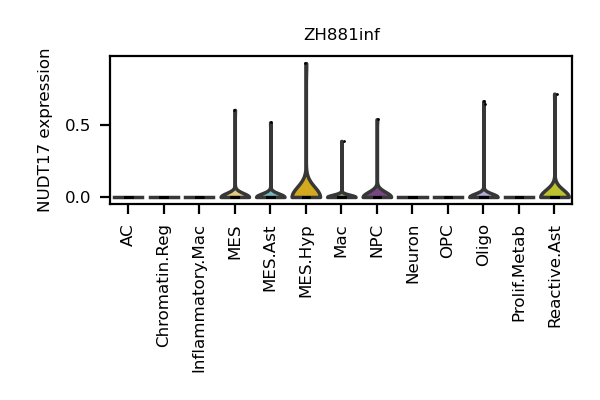 ZH881inf
NUDT17 expression
0.5
0.0
AC
Chromatin.Reg
Inflammatory.Mac
MES
MES.Ast
MES.Hyp
Mac
NPC
Neuron
OPC
Oligo
Prolif.Metab
Reactive.Ast